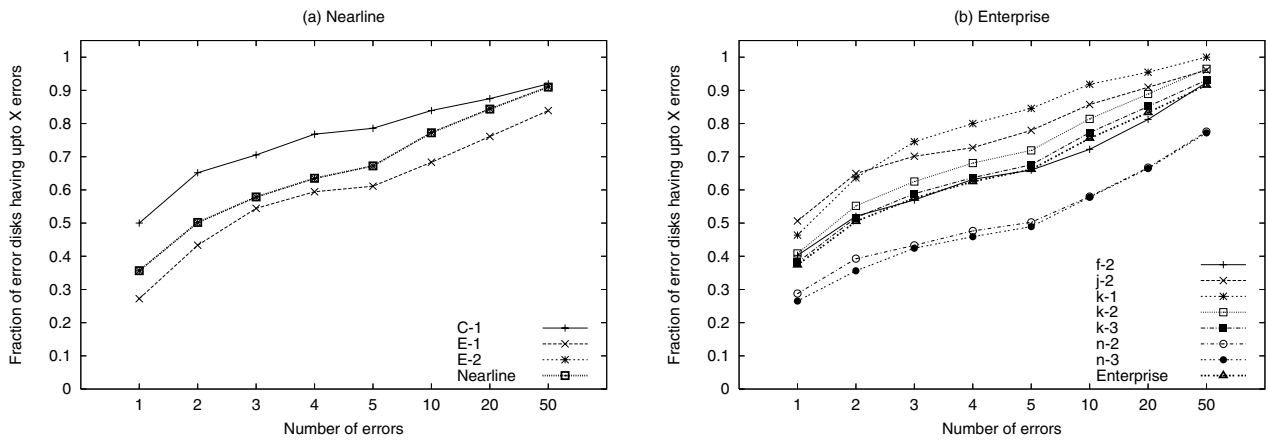 (a) Nearline
Fraction of error disks having upto X errors
1
0.9
0.8
0.7
0.6
0.5
0.4
0.3
0.2
0.1
0
C-1
E-1
E-2
Nearline
1 2 3 4 5 10 20 50
Number of errors
(b) Enterprise
Fraction of error disks having upto X errors
1
0.9
0.8
0.7
0.6
0.5
0.4
0.3
0.2
0.1
0
f-2
j-2
k-1
k-2
k-3
n-2
n-3
Enterprise
1 2 3 4 5 10 20 50
Number of errors